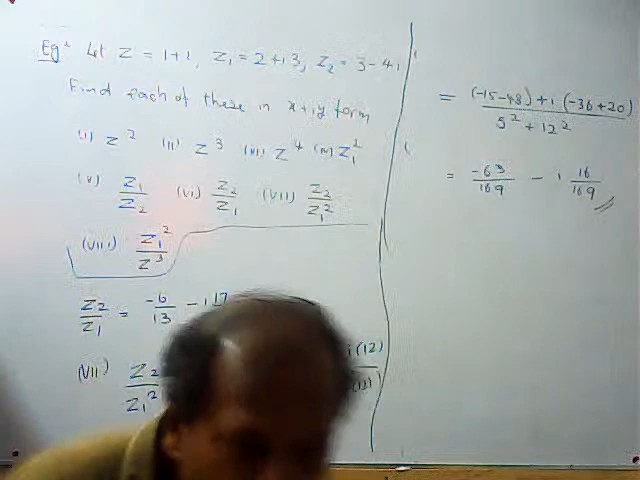 Eg: Let Z = 1+i, Z₁ = 2+i3, Z₂ = 3-4i
Find each of these in x+iy form
(i) Z² (ii) Z³ (iii) Z⁴ (iv) Z₁²
(v) Z₁/Z₂ (vi) Z₂/Z₁ (vii) Z₂/Z₁²
(viii) Z₁²/Z³
Z₂/Z₁ = -6/13 - i 17
(vii) Z₂/Z₁² i(12)
= (-15-48)+i(-36+20)/5²+12²
= -63/169 - i 16/169